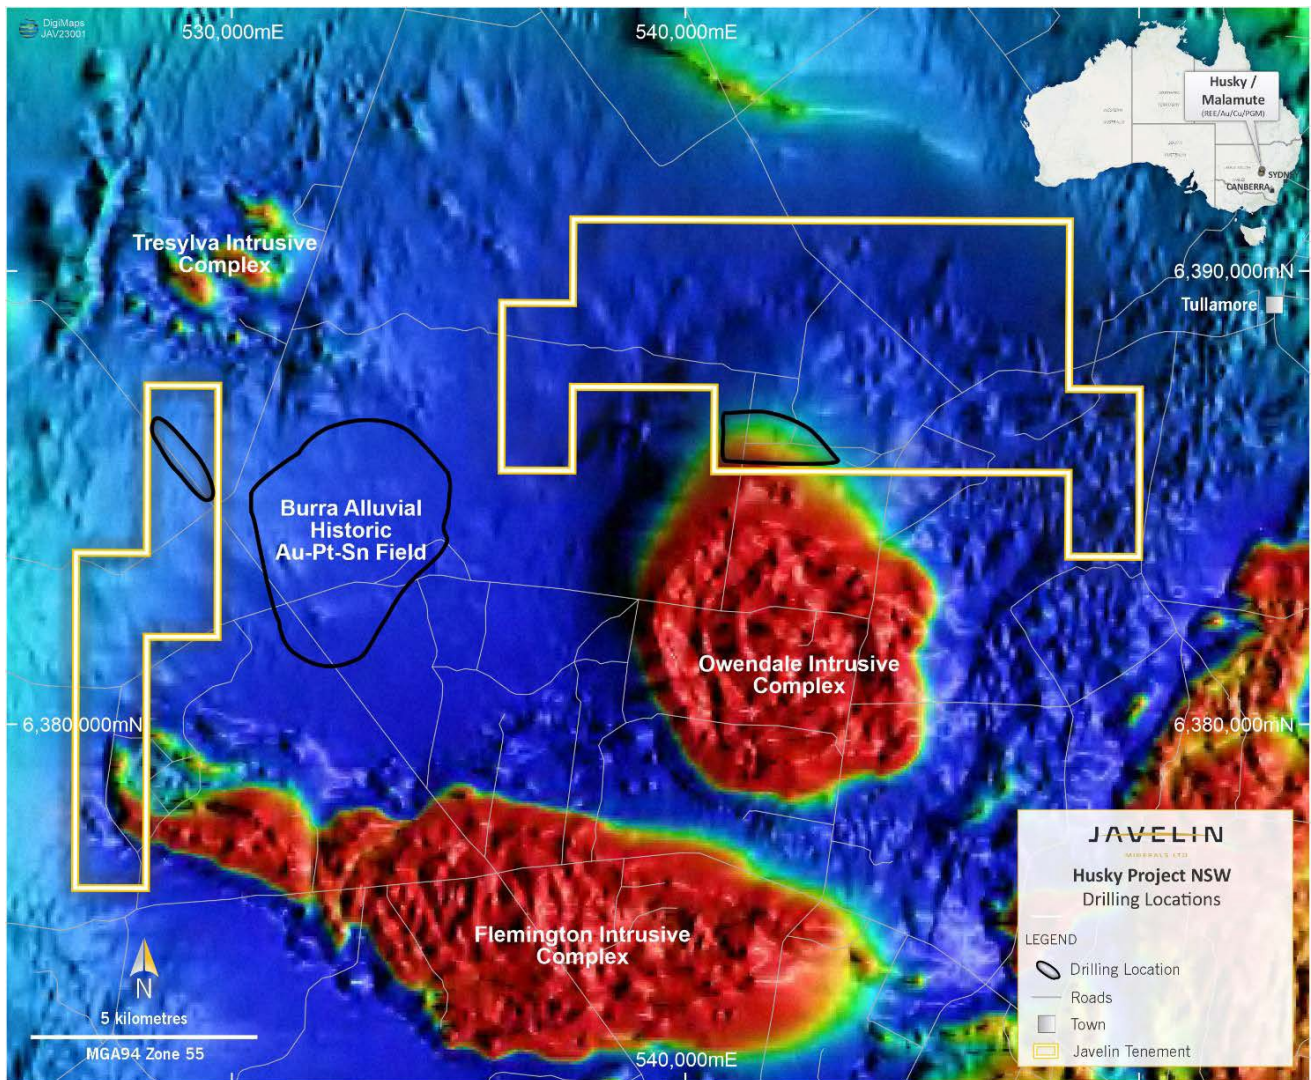 DigiMaps
JAV23001
530,000mE
540,000mE
Husky /
Malamute
(REE/Au/Cu/PGM)
SYDNEY
CANBERRA
Tresylva Intrusive
Complex
6,390,000mN
Tullamore
Burra Alluvial
Historic
Au-Pt-Sn Field
Owendale Intrusive
Complex
6,380,000mN
6,380,000mN
Flemington Intrusive
Complex
N
5 kilometres
MGA94 Zone 55
540,000mE
JAVELIN
MINERALS LTD
Husky Project NSW
Drilling Locations
LEGEND
Drilling Location
Roads
Town
Javelin Tenement